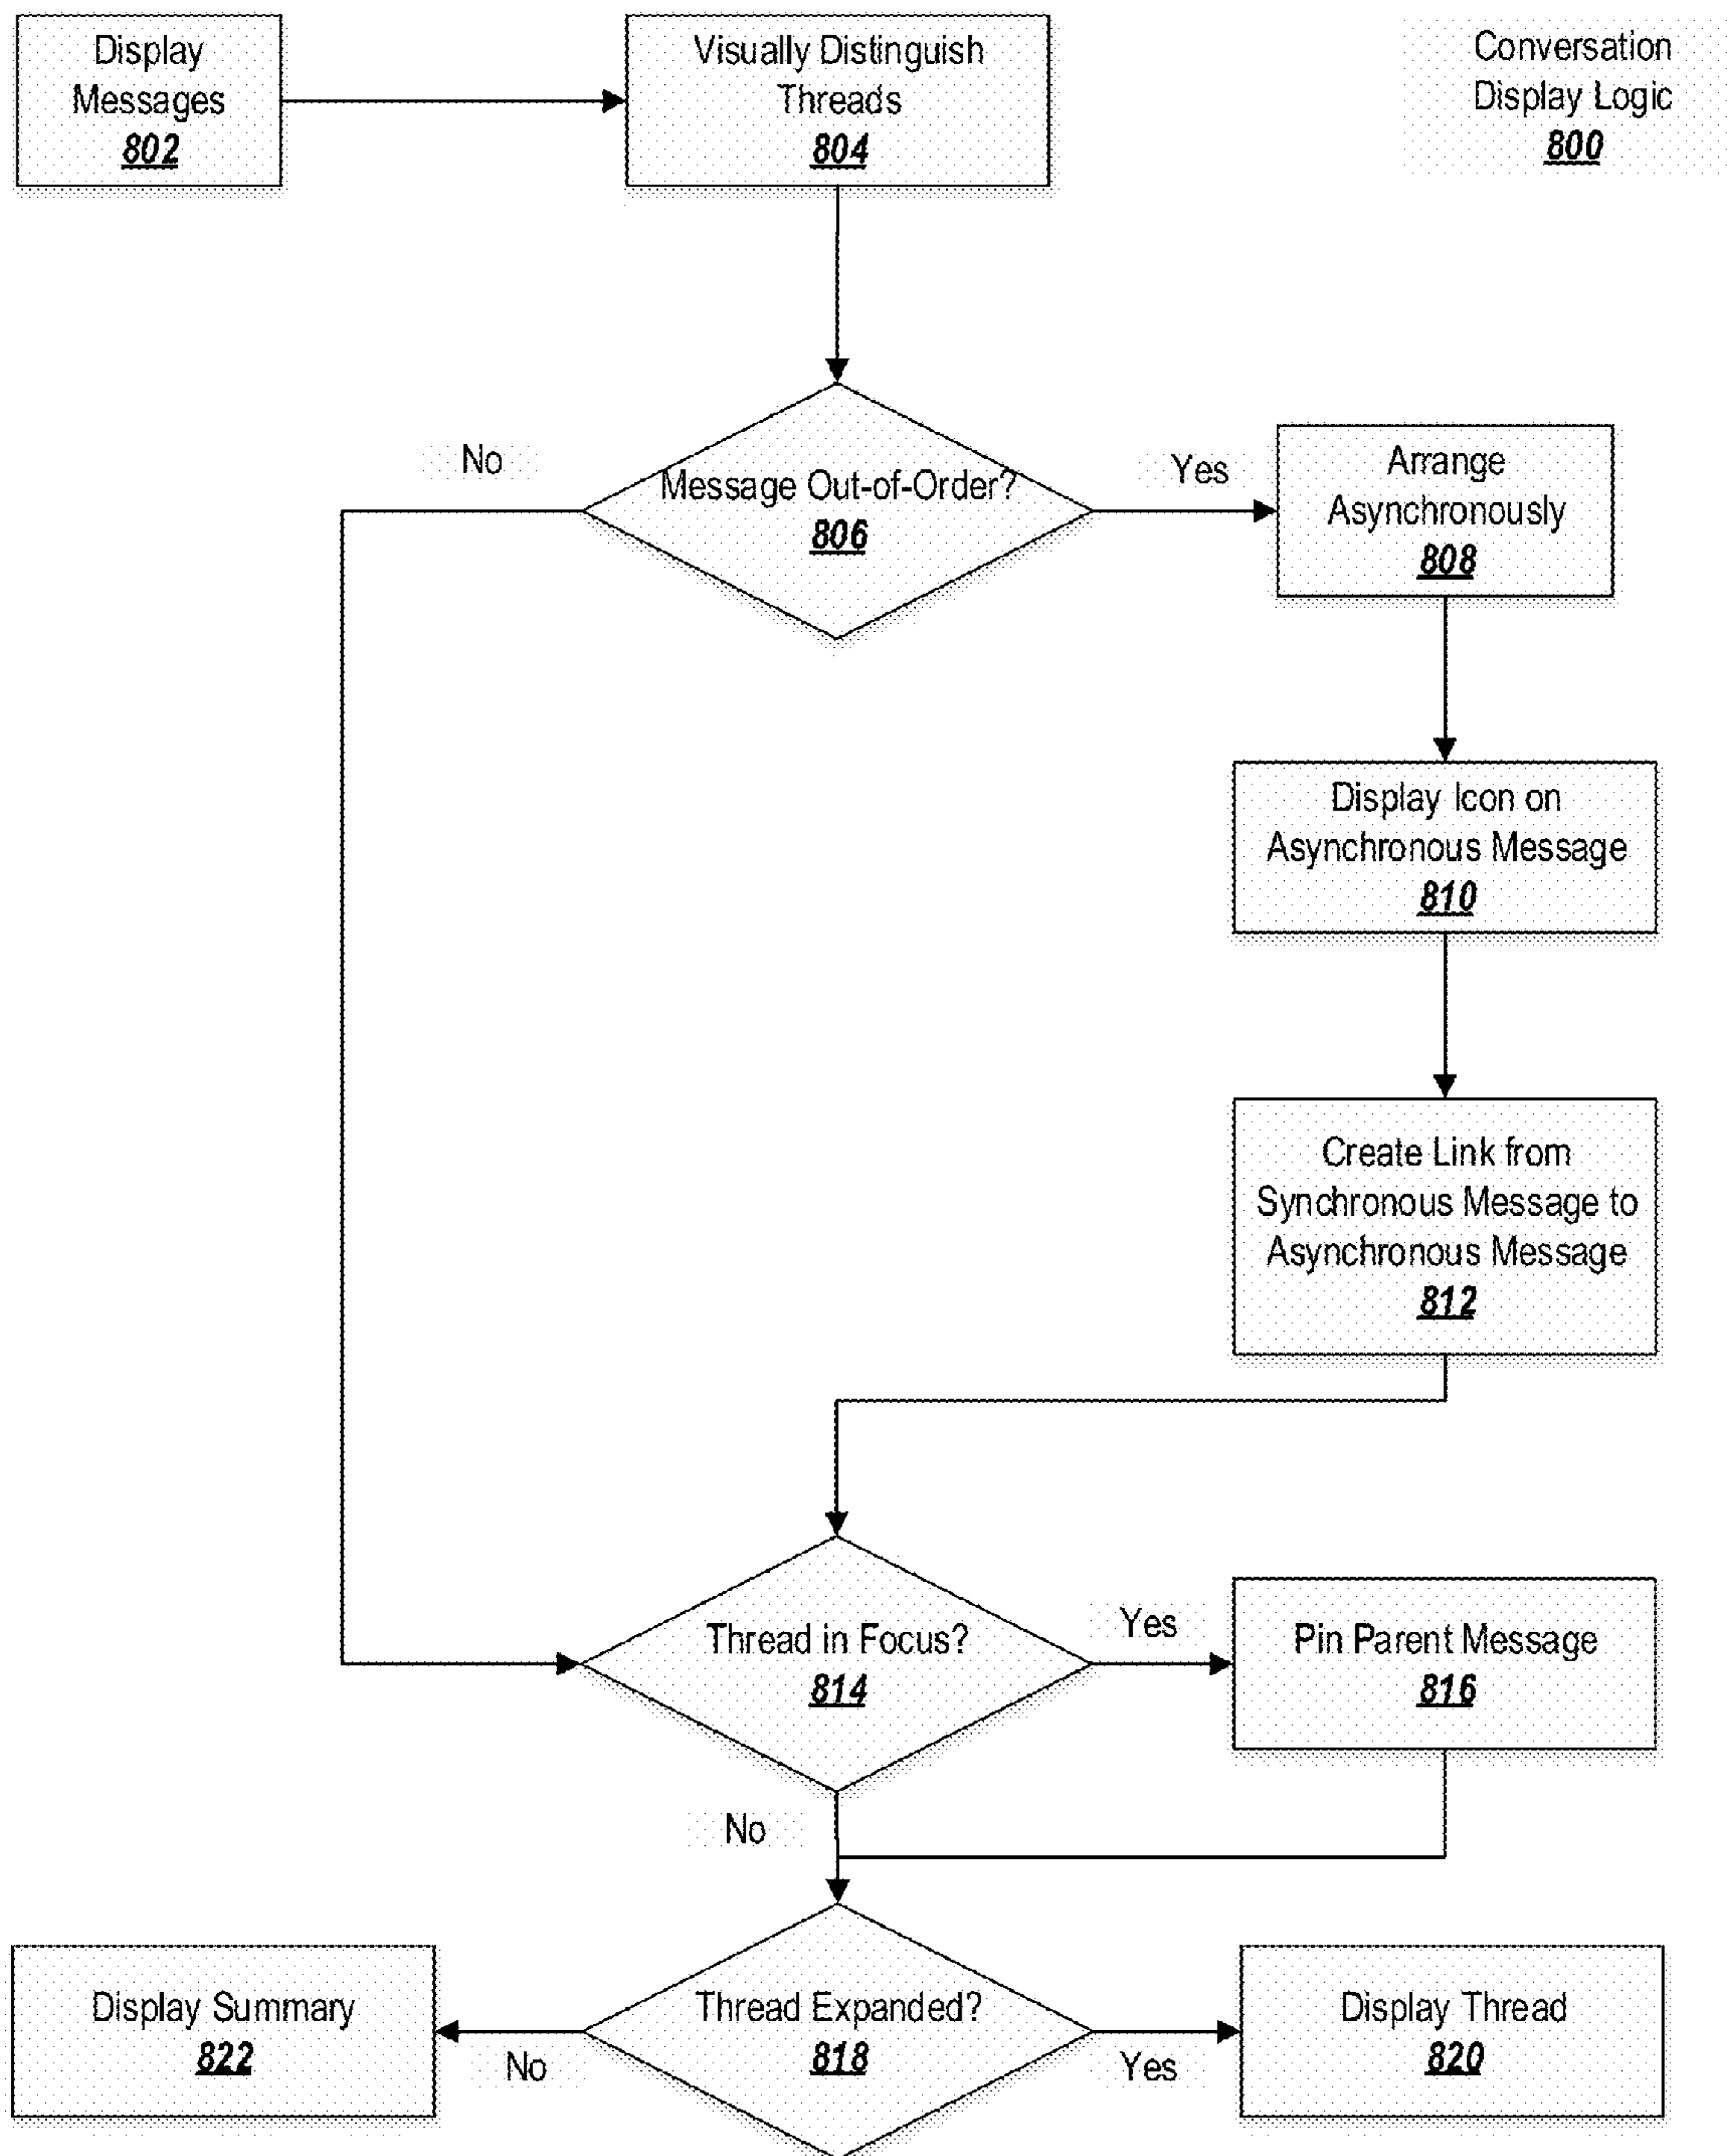 Display
Messages
802
Visually Distinguish
Threads
804
Conversation
Display Logic
800
No
Message Out-of-Order?
806
Yes
Arrange
Asynchronously
808
Display Icon on
Asynchronous Message
810
Create Link from
Synchronous Message to
Asynchronous Message
812
Thread in Focus?
814
Yes
Pin Parent Message
816
No
Display Summary
822
No
Thread Expanded?
818
Yes
Display Thread
820